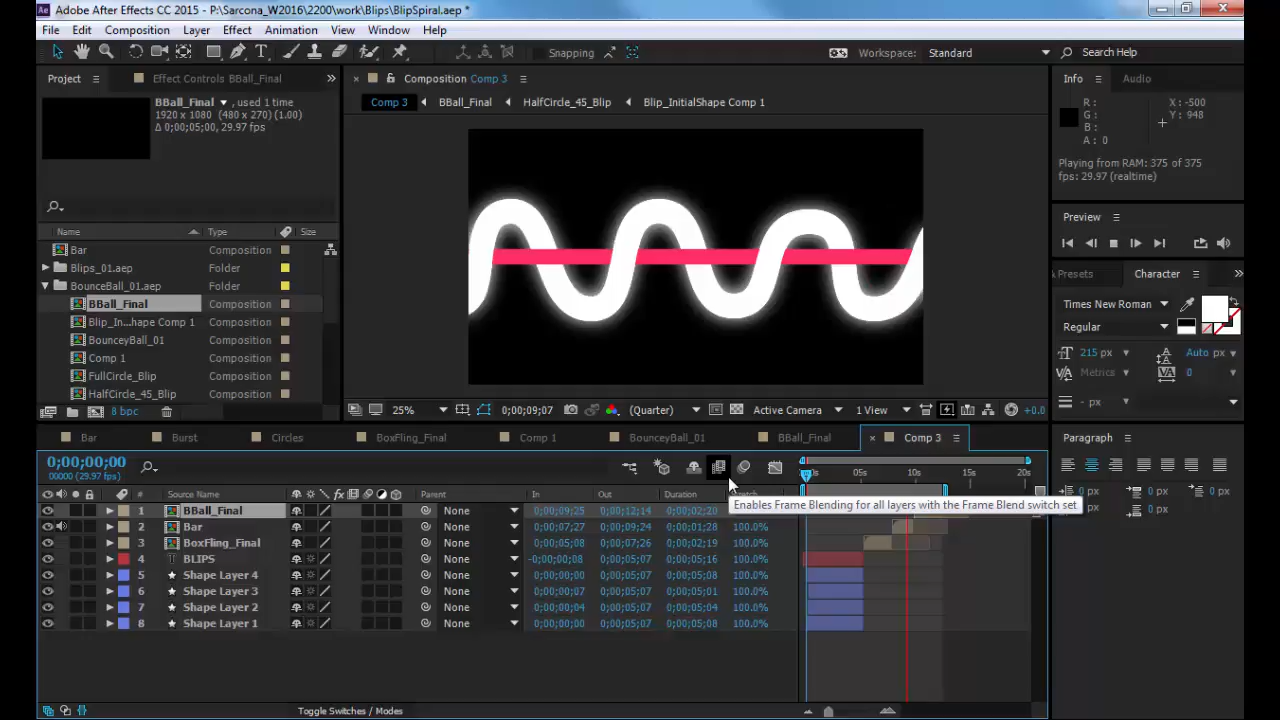 Ae Adobe After Effects CC 2015 - P:\Sarcona_W2016\2200\work\Blips\BlipSpiral.aep *
File Edit Composition Layer Effect Animation View Window Help
Snapping Workspace: Standard Search Help
Project Effect Controls BBall_Final Composition Comp 3 Info Audio
BBall_Final , used 1 time
1920 x 1080 (480 x 270) (1.00)
Δ 0;00;05;00, 29.97 fps
Comp 3 BBall_Final HalfCircle_45_Blip Blip_InitialShape Comp 1
R : X : -500
G : Y : 948
B :
A : 0
Playing from RAM: 375 of 375
fps: 29.97 (realtime)
Preview
Name Type Size
Bar Composition
Blips_01.aep Folder
BounceBall_01.aep Folder
BBall_Final Composition
Blip_In...hape Comp 1 Composition
BounceyBall_01 Composition
Comp 1 Composition
FullCircle_Blip Composition
HalfCircle_45_Blip Composition
8 bpc
Presets Character
Times New Roman
Regular
215 px Auto px
Metrics 0
- px
25% 0;00;09;07 (Quarter) Active Camera 1 View +0.0
Bar Burst Circles BoxFling_Final Comp 1 BounceyBall_01 BBall_Final Comp 3
Paragraph
0 px 0 px 0 px
px 0 px
0;00;00;00
00000 (29.97 fps)
0s 05s 10s 15s 20s
# Source Name fx Parent In Out Duration Stretch
Enables Frame Blending for all layers with the Frame Blend switch set
1 BBall_Final None 0;00;09;25 0;00;12;14 0;00;02;20
2 Bar None 0;00;07;27 0;00;09;24 0;00;01;28 100.0%
3 BoxFling_Final None 0;00;05;08 0;00;07;26 0;00;02;19 100.0%
4 T BLIPS None -0;00;00;08 0;00;05;07 0;00;05;16 100.0%
5 Shape Layer 4 None 0;00;00;00 0;00;05;07 0;00;05;08 100.0%
6 Shape Layer 3 None 0;00;00;07 0;00;05;07 0;00;05;01 100.0%
7 Shape Layer 2 None 0;00;00;04 0;00;05;07 0;00;05;04 100.0%
8 Shape Layer 1 None 0;00;00;00 0;00;05;07 0;00;05;08 100.0%
Toggle Switches / Modes